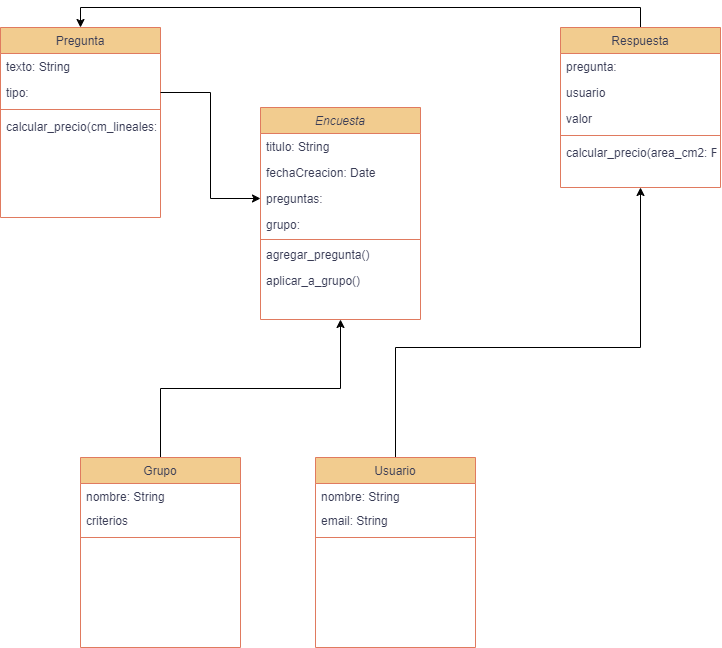 Pregunta
texto: String
tipo:
calcular_precio(cm_lineales:
Respuesta
pregunta:
usuario
valor
calcular_precio(area_cm2: F
Encuesta
titulo: String
fechaCreacion: Date
preguntas:
grupo:
agregar_pregunta()
aplicar_a_grupo()
Grupo
nombre: String
criterios
Usuario
nombre: String
email: String